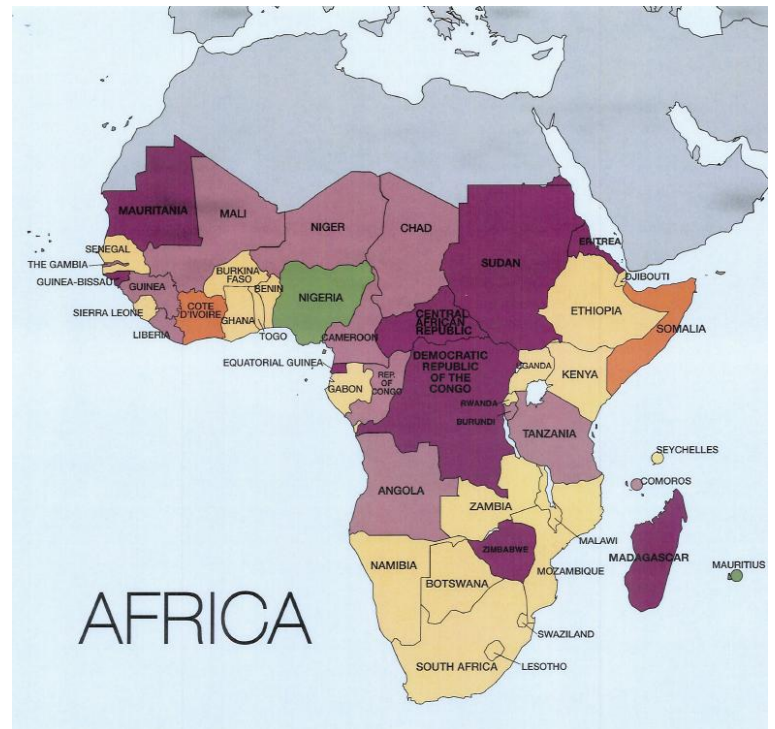 MAURITANIA
MALI
NIGER
CHAD
SUDAN
ERITREA
SENEGAL
THE GAMBIA
GUINEA-BISSAU
GUINEA
SIERRA LEONE
LIBERIA
COTE
D'IVOIRE
BURKINA
FASO
GHANA
BENIN
TOGO
NIGERIA
CAMEROON
CENTRAL
AFRICAN
REPUBLIC
DJIBOUTI
ETHIOPIA
SOMALIA
EQUATORIAL GUINEA
GABON
REP.
OF
CONGO
DEMOCRATIC
REPUBLIC
OF THE
CONGO
UGANDA
KENYA
RWANDA
BURUNDI
TANZANIA
SEYCHELLES
COMOROS
ANGOLA
ZAMBIA
MALAWI
ZIMBABWE
MOZAMBIQUE
MADAGASCAR
MAURITIUS
NAMIBIA
BOTSWANA
SWAZILAND
SOUTH AFRICA
LESOTHO
AFRICA